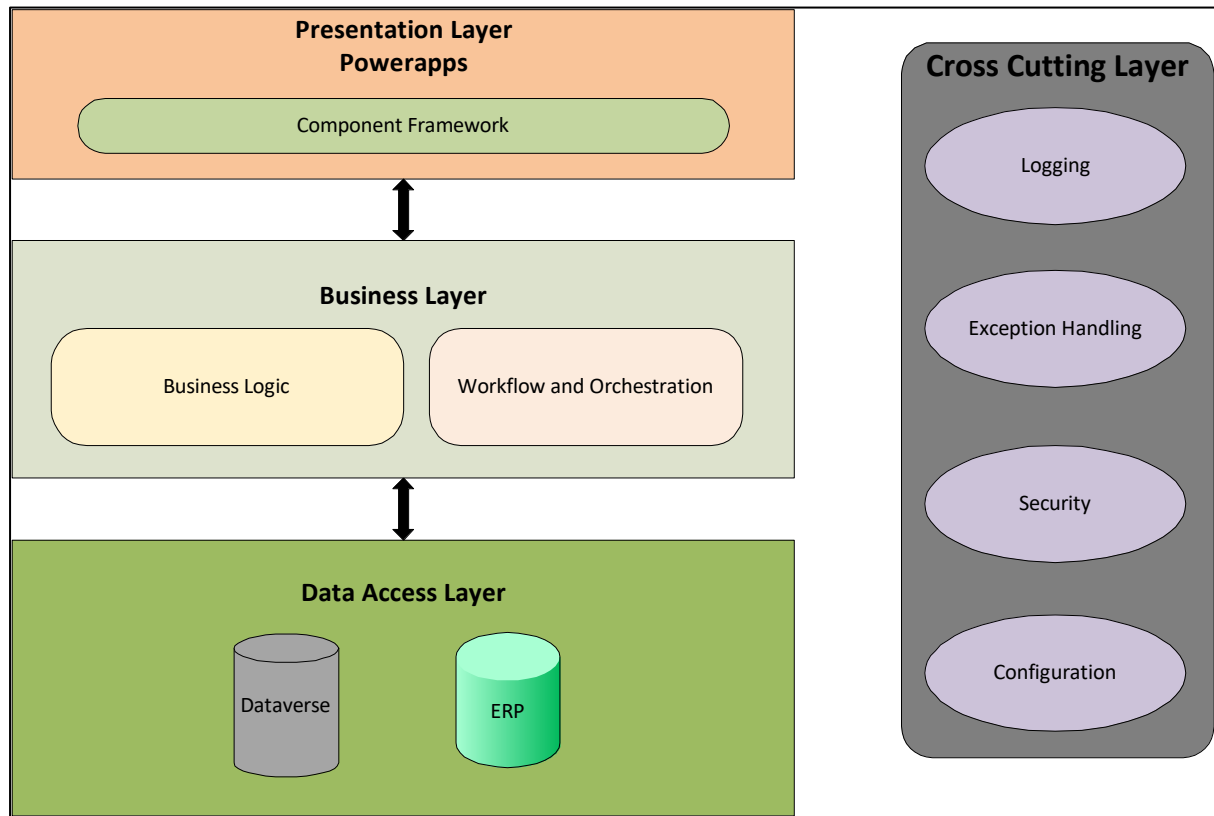 Presentation Layer
Powerapps
Component Framework
Business Layer
Business Logic
Workflow and Orchestration
Data Access Layer
Dataverse
ERP
Cross Cutting Layer
Logging
Exception Handling
Security
Configuration